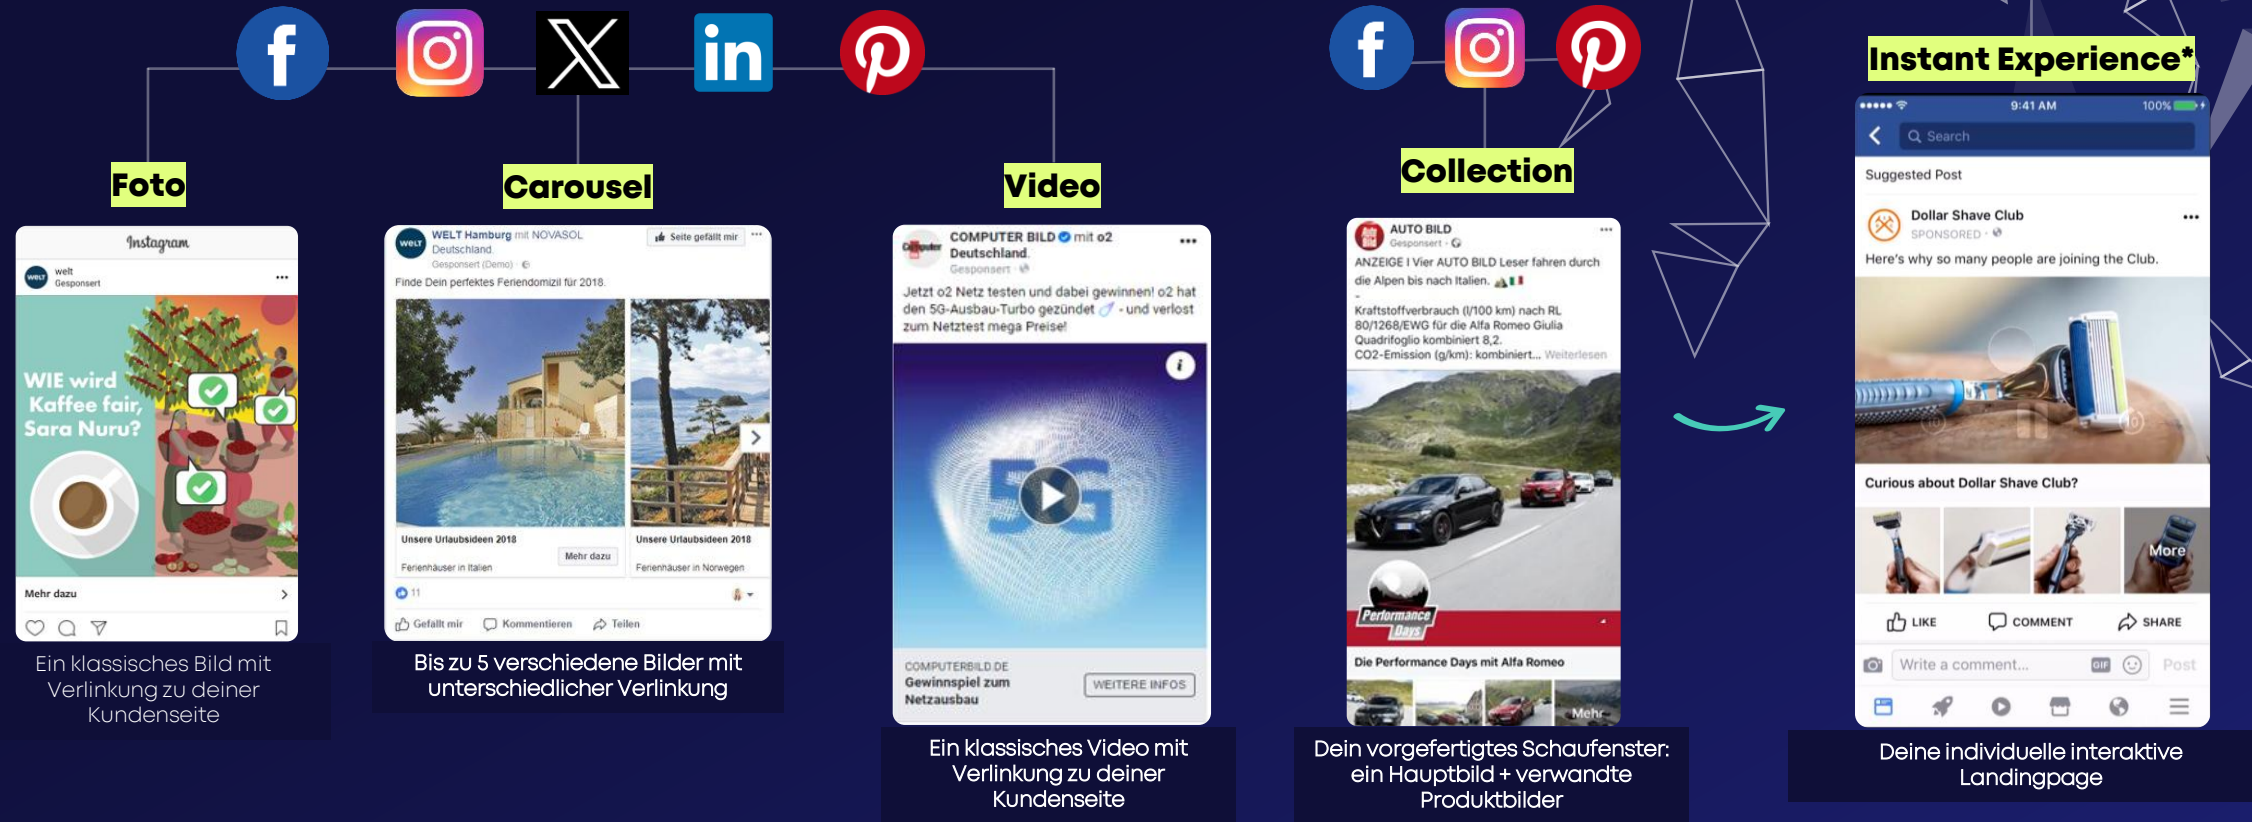 Instant Experience*
Foto
Carousel
Video
Collection
Instagram
welt
Gesponsert
WIE wird
Kaffee fair,
Sara Nuru?
Mehr dazu
Ein klassisches Bild mit
Verlinkung zu deiner
Kundenseite
WELT
WELT Hamburg mit NOVASOL
Deutschland.
Gesponsert (Demo)
Seite gefällt mir
Finde Dein perfektes Feriendomizil für 2018.
Unsere Urlaubsideen 2018
Mehr dazu
Ferienhäuser in Italien
Unsere Urlaubsideen 2018
Ferienhäuser in Norwegen
11
Gefällt mir
Kommentieren
Teilen
Bis zu 5 verschiedene Bilder mit
unterschiedlicher Verlinkung
COMPUTER BILD mit o2
Deutschland.
Gesponsert
Jetzt o2 Netz testen und dabei gewinnen! o2 hat
den 5G-Ausbau-Turbo gezündet - und verlost
zum Netztest mega Preise!
5G
COMPUTERBILD.DE
Gewinnspiel zum
Netzausbau
WEITERE INFOS
Ein klassisches Video mit
Verlinkung zu deiner
Kundenseite
AUTO BILD
Gesponsert
ANZEIGE I Vier AUTO BILD Leser fahren durch
die Alpen bis nach Italien.
-
Kraftstoffverbrauch (l/100 km) nach RL
80/1268/EWG für die Alfa Romeo Giulia
Quadrifoglio kombiniert 8,2.
CO2-Emission (g/km): kombiniert... Weiterlesen
Performance
Days
Die Performance Days mit Alfa Romeo
Mehr
Dein vorgefertigtes Schaufenster:
ein Hauptbild + verwandte
Produktbilder
9:41 AM
100%
Search
Suggested Post
Dollar Shave Club
SPONSORED
Here's why so many people are joining the Club.
10
10
Curious about Dollar Shave Club?
More
LIKE
COMMENT
SHARE
Write a comment...
GIF
Post
Deine individuelle interaktive
Landingpage